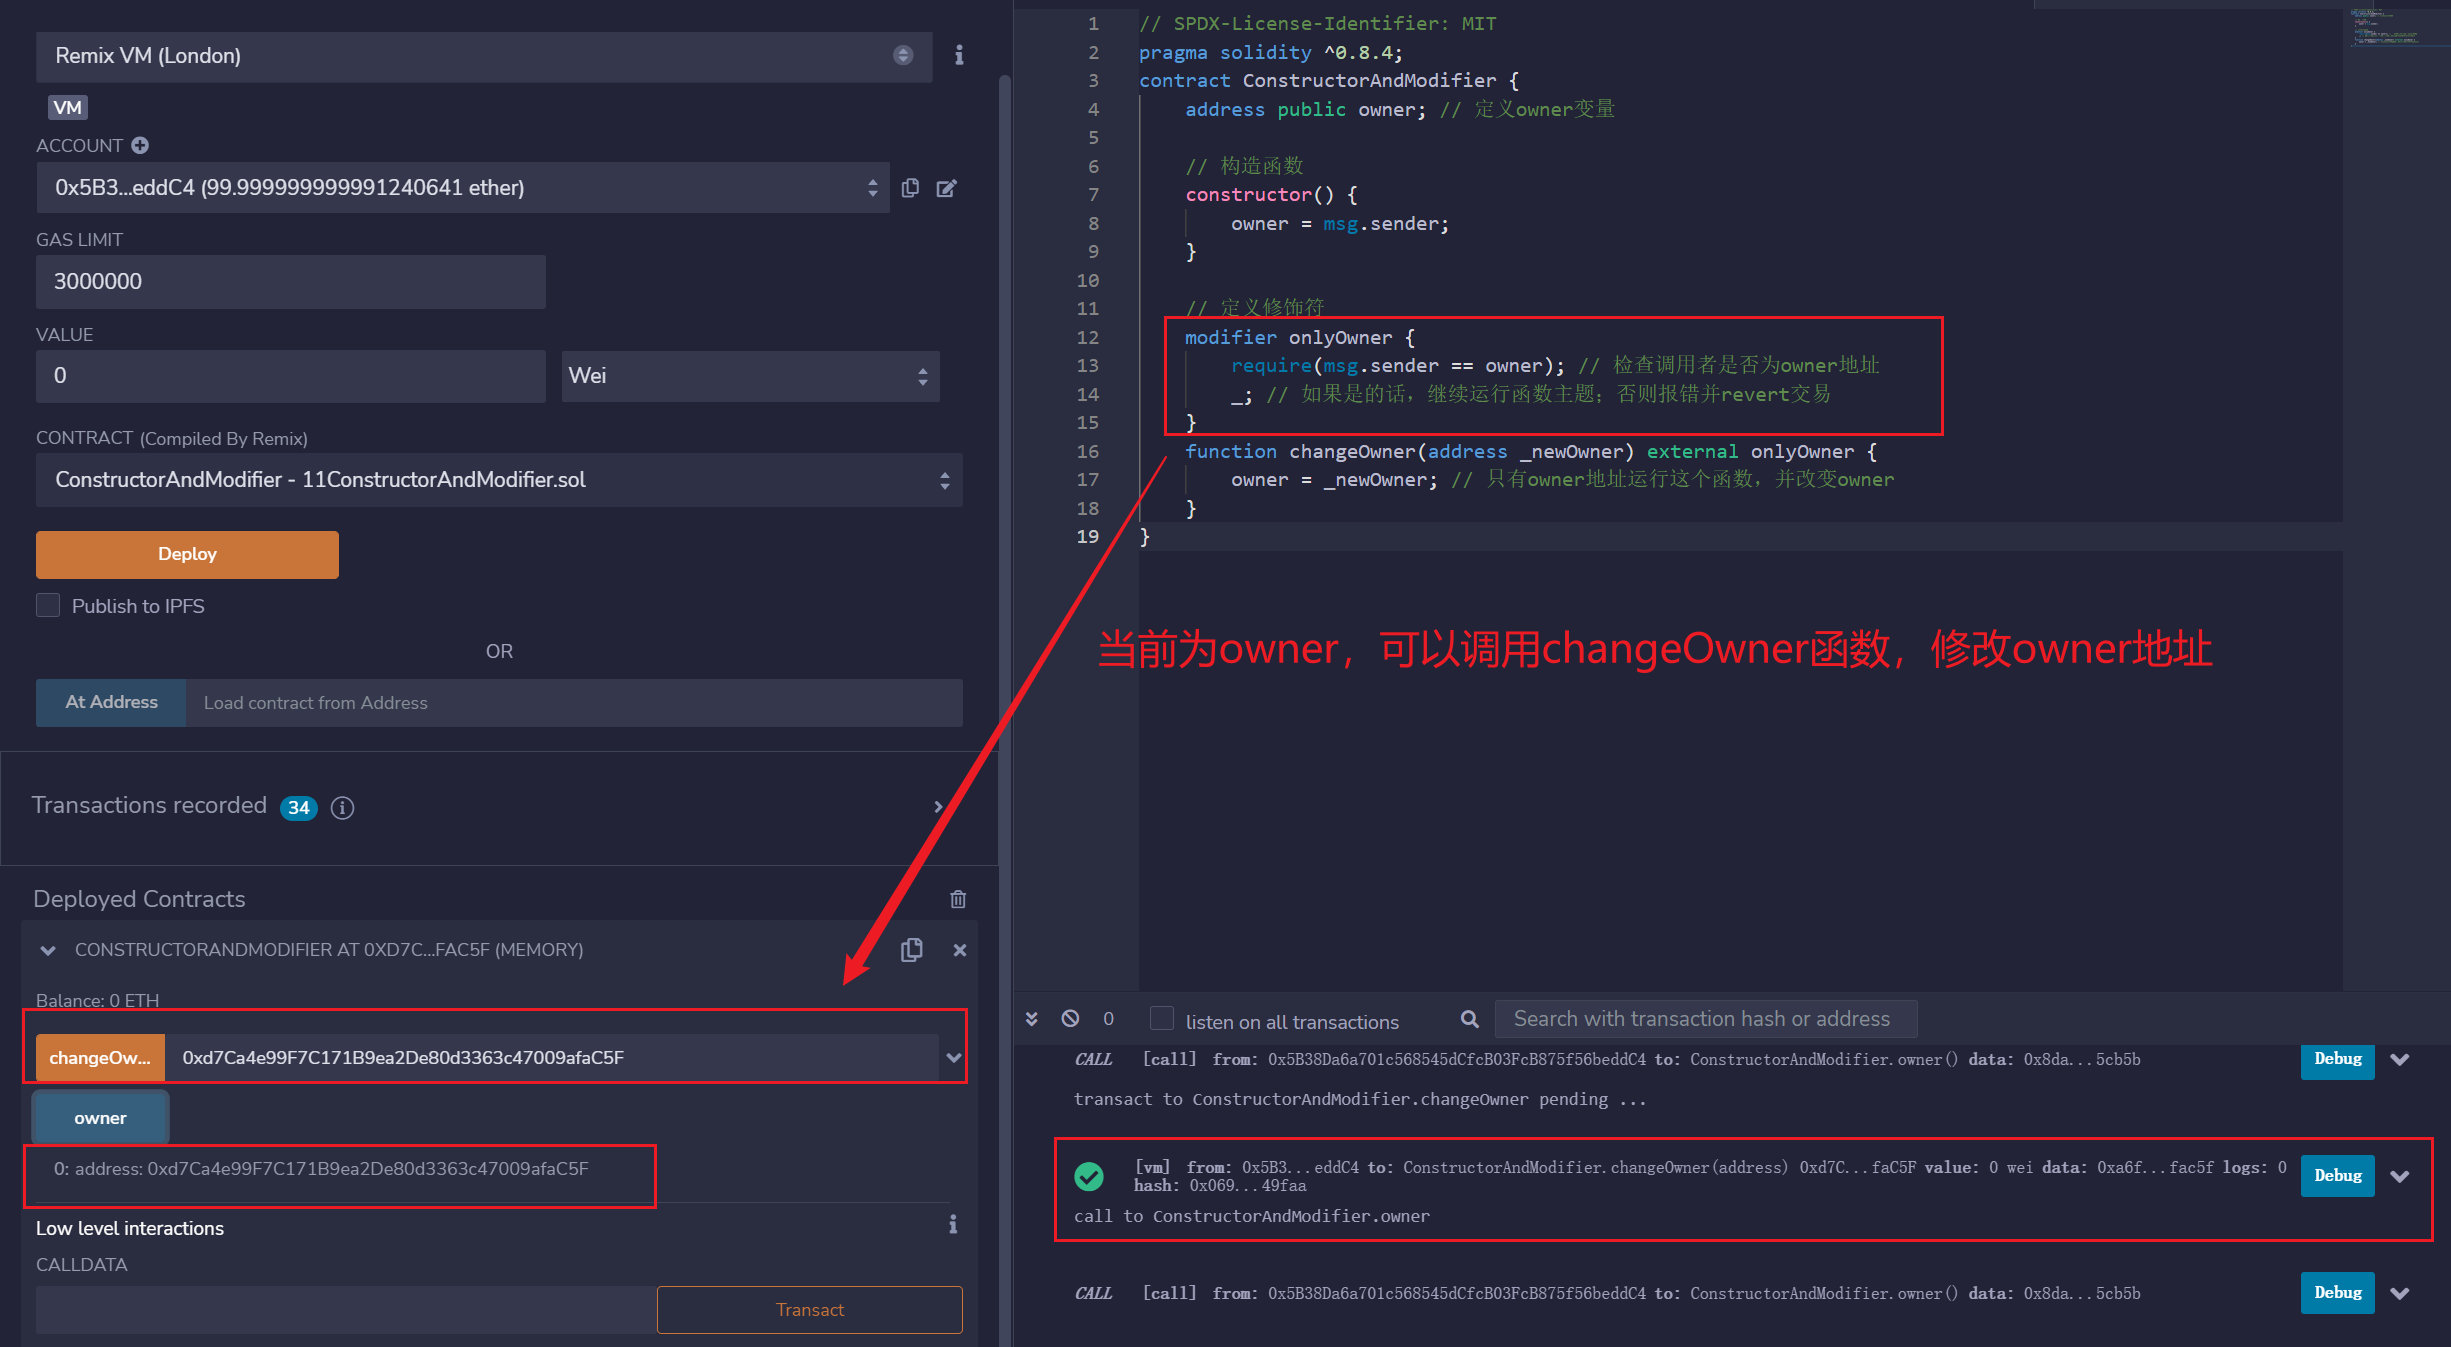 Remix VM (London)
VM
ACCOUNT
0x5B3...eddC4 (99.999999999991240641 ether)
GAS LIMIT
3000000
VALUE
0
Wei
CONTRACT (Compiled By Remix)
ConstructorAndModifier - 11ConstructorAndModifier.sol
Deploy
Publish to IPFS
OR
At Address
Load contract from Address
Transactions recorded 34
Deployed Contracts
CONSTRUCTORANDMODIFIER AT 0XD7C...FAC5F (MEMORY)
Balance: 0 ETH
changeOw...
0xd7Ca4e99F7C171B9ea2De80d3363c47009afaC5F
owner
0: address: 0xd7Ca4e99F7C171B9ea2De80d3363c47009afaC5F
Low level interactions
CALLDATA
Transact
1 // SPDX-License-Identifier: MIT
2 pragma solidity ^0.8.4;
3 contract ConstructorAndModifier {
4 address public owner; // 定义owner变量
5
6 // 构造函数
7 constructor() {
8 owner = msg.sender;
9 }
10
11 // 定义修饰符
12 modifier onlyOwner {
13 require(msg.sender == owner); // 检查调用者是否为owner地址
14 _; // 如果是的话，继续运行函数主题；否则报错并revert交易
15 }
16 function changeOwner(address _newOwner) external onlyOwner {
17 owner = _newOwner; // 只有owner地址运行这个函数，并改变owner
18 }
19 }
当前为owner，可以调用changeOwner函数，修改owner地址
0
listen on all transactions
Search with transaction hash or address
CALL [call] from: 0x5B38Da6a701c568545dCfcB03FcB875f56beddC4 to: ConstructorAndModifier.owner() data: 0x8da...5cb5b
Debug
transact to ConstructorAndModifier.changeOwner pending ...
[vm] from: 0x5B3...eddC4 to: ConstructorAndModifier.changeOwner(address) 0xd7C...faC5F value: 0 wei data: 0xa6f...fac5f logs: 0
hash: 0x069...49faa
Debug
call to ConstructorAndModifier.owner
CALL [call] from: 0x5B38Da6a701c568545dCfcB03FcB875f56beddC4 to: ConstructorAndModifier.owner() data: 0x8da...5cb5b
Debug